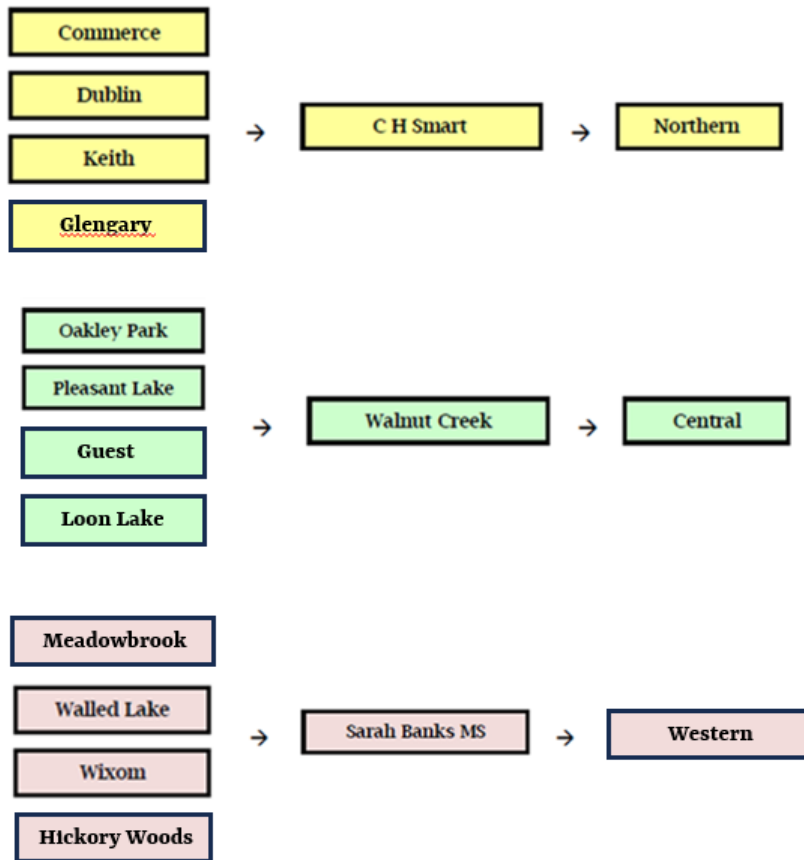 Commerce
Dublin
Keith
Glengary
→
C H Smart
→
Northern
Oakley Park
Pleasant Lake
Guest
Loon Lake
→
Walnut Creek
→
Central
Meadowbrook
Walled Lake
Wixom
Hickory Woods
→
Sarah Banks MS
→
Western